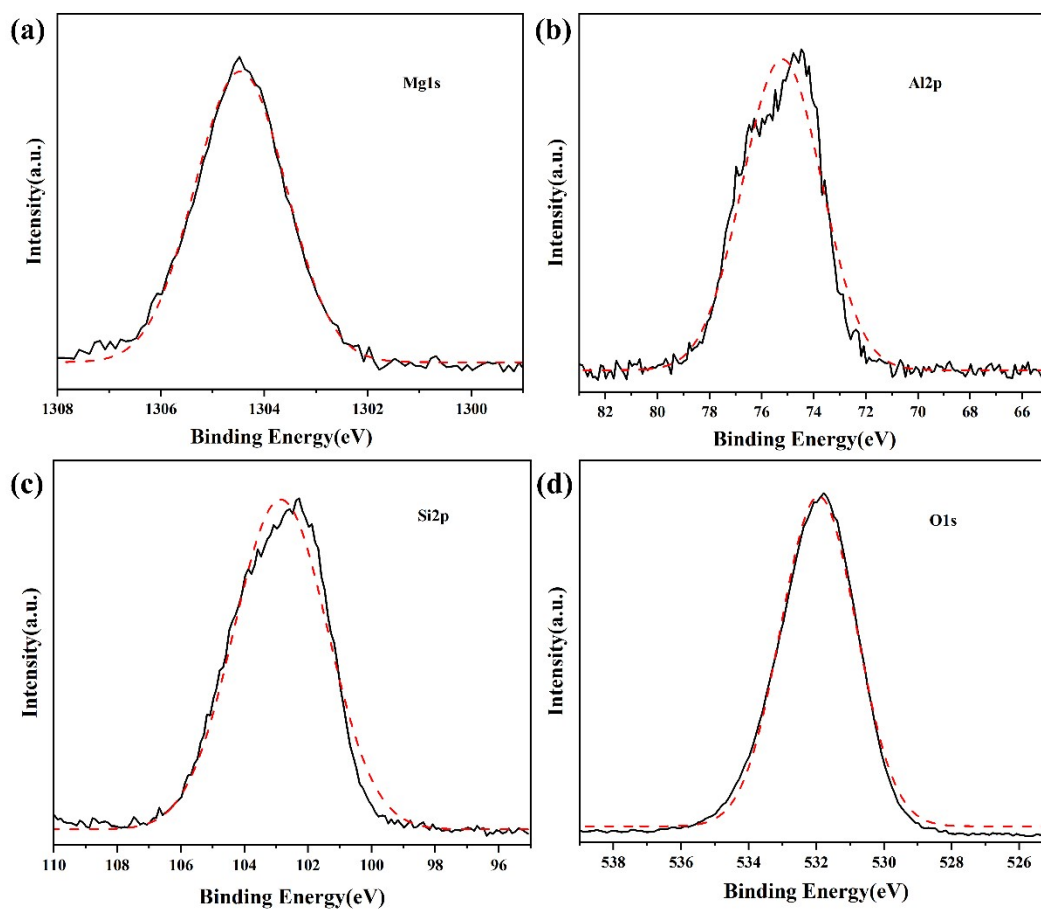 (a)
Mg1s
Intensity(a.u.)
1308 1306 1304 1302 1300
Binding Energy(eV)
(b)
Al2p
Intensity(a.u.)
82 80 78 76 74 72 70 68 66
Binding Energy(eV)
(c)
Si2p
Intensity(a.u.)
110 108 106 104 102 100 98 96
Binding Energy(eV)
(d)
O1s
Intensity(a.u.)
538 536 534 532 530 528 526
Binding Energy(eV)